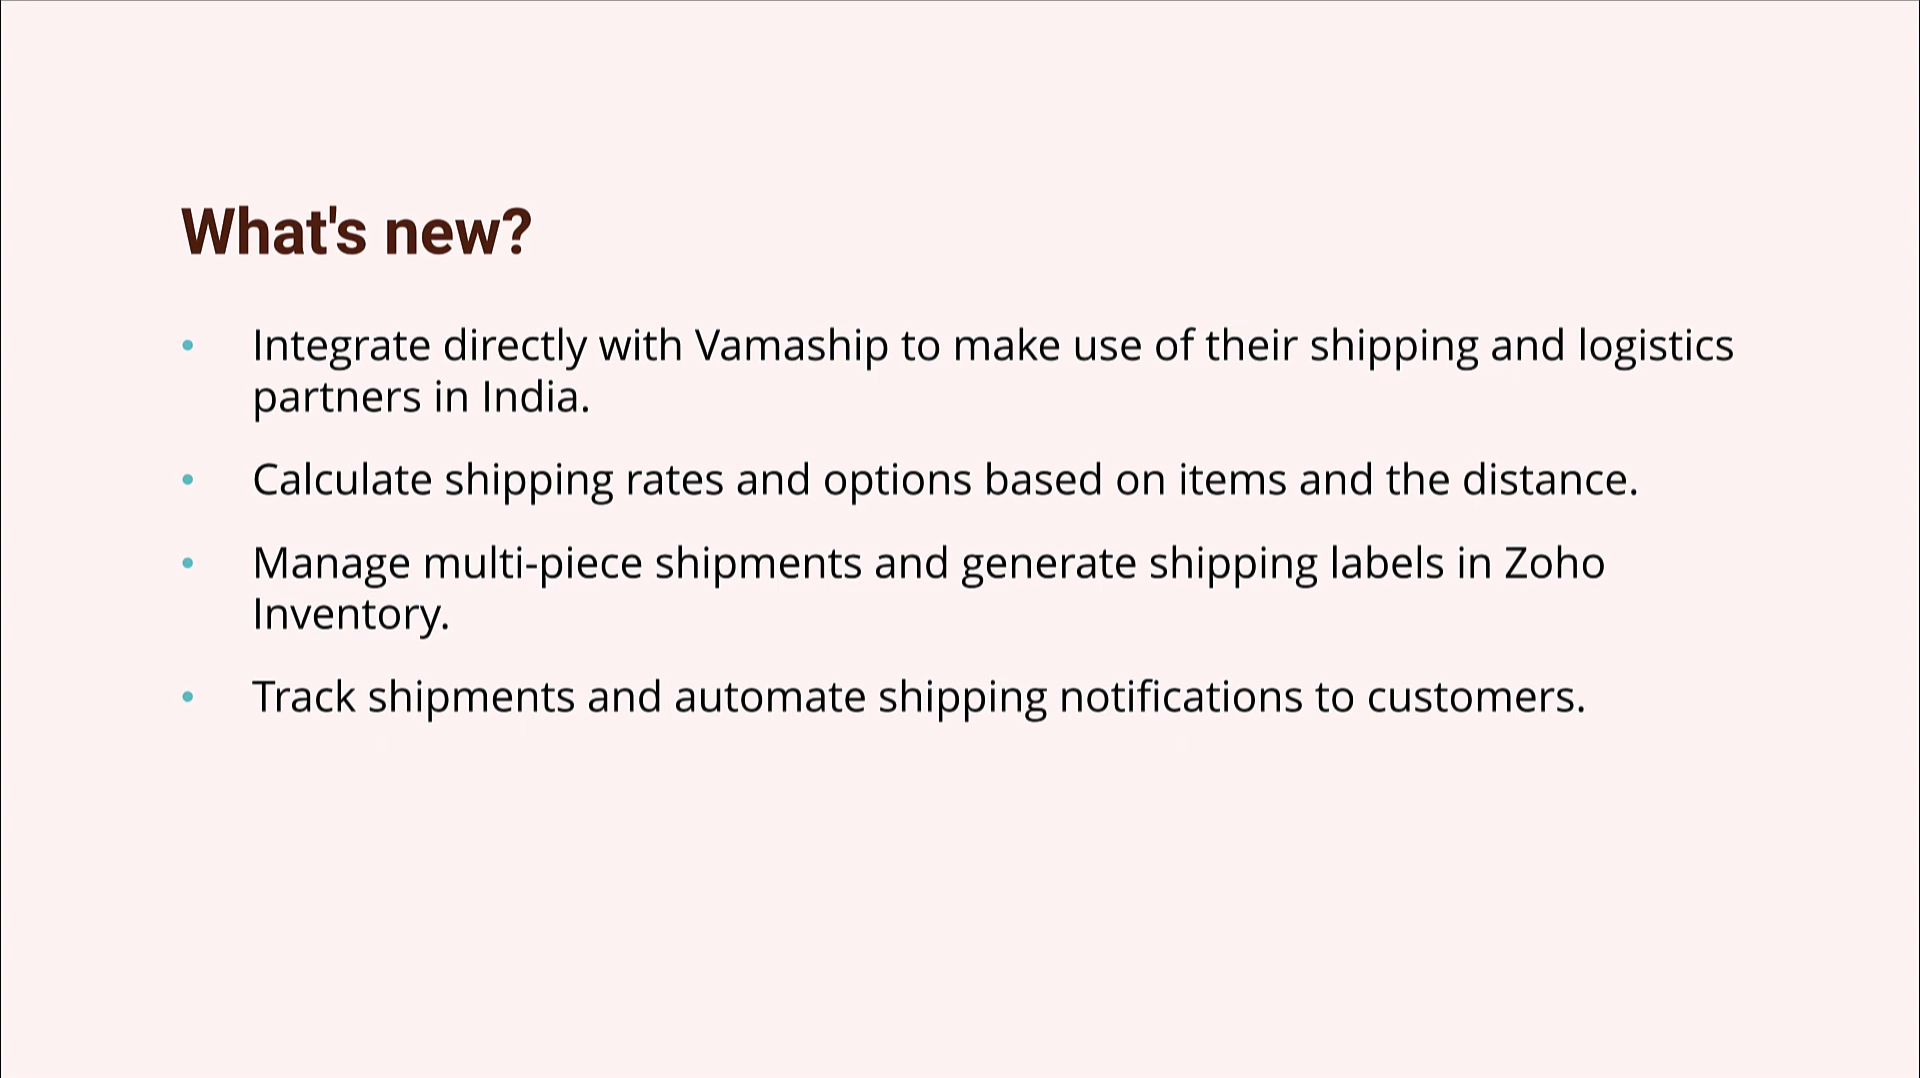 What's new?
• Integrate directly with Vamaship to make use of their shipping and logistics
partners in India.
• Calculate shipping rates and options based on items and the distance.
• Manage multi-piece shipments and generate shipping labels in Zoho
Inventory.
• Track shipments and automate shipping notifications to customers.